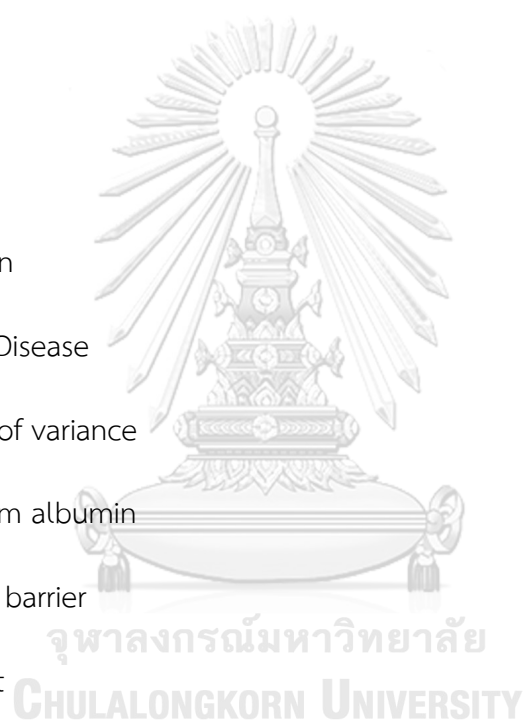 n
Disease
of variance
m albumin
barrier
จุฬาลงกรณ์มหาวิทยาลัย
t
CHULALONGKORN UNIVERSITY